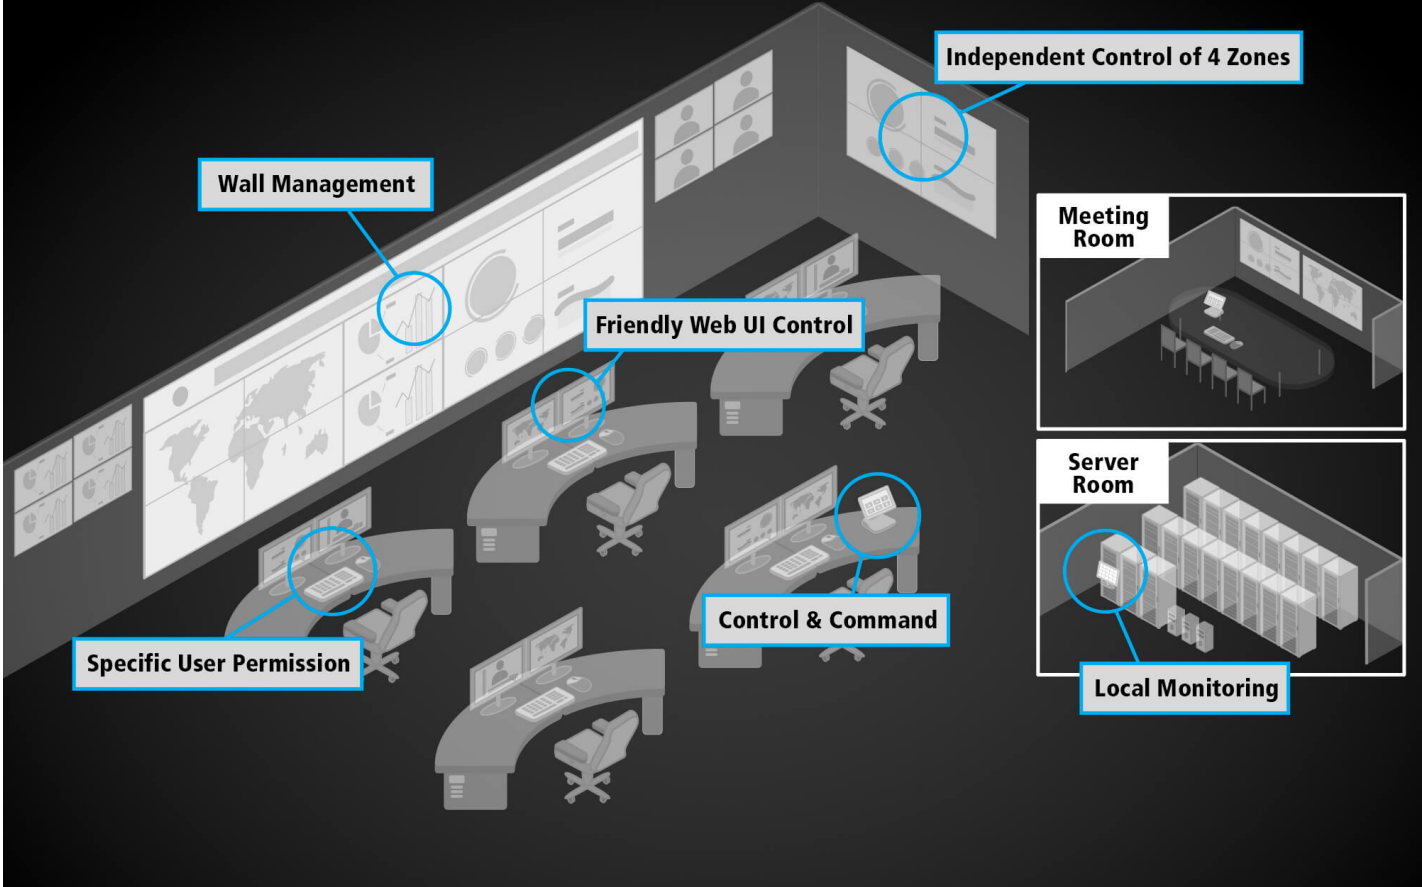 Independent Control of 4 Zones
Wall Management
Meeting
Room
Friendly Web UI Control
Server
Room
Control & Command
Specific User Permission
Local Monitoring